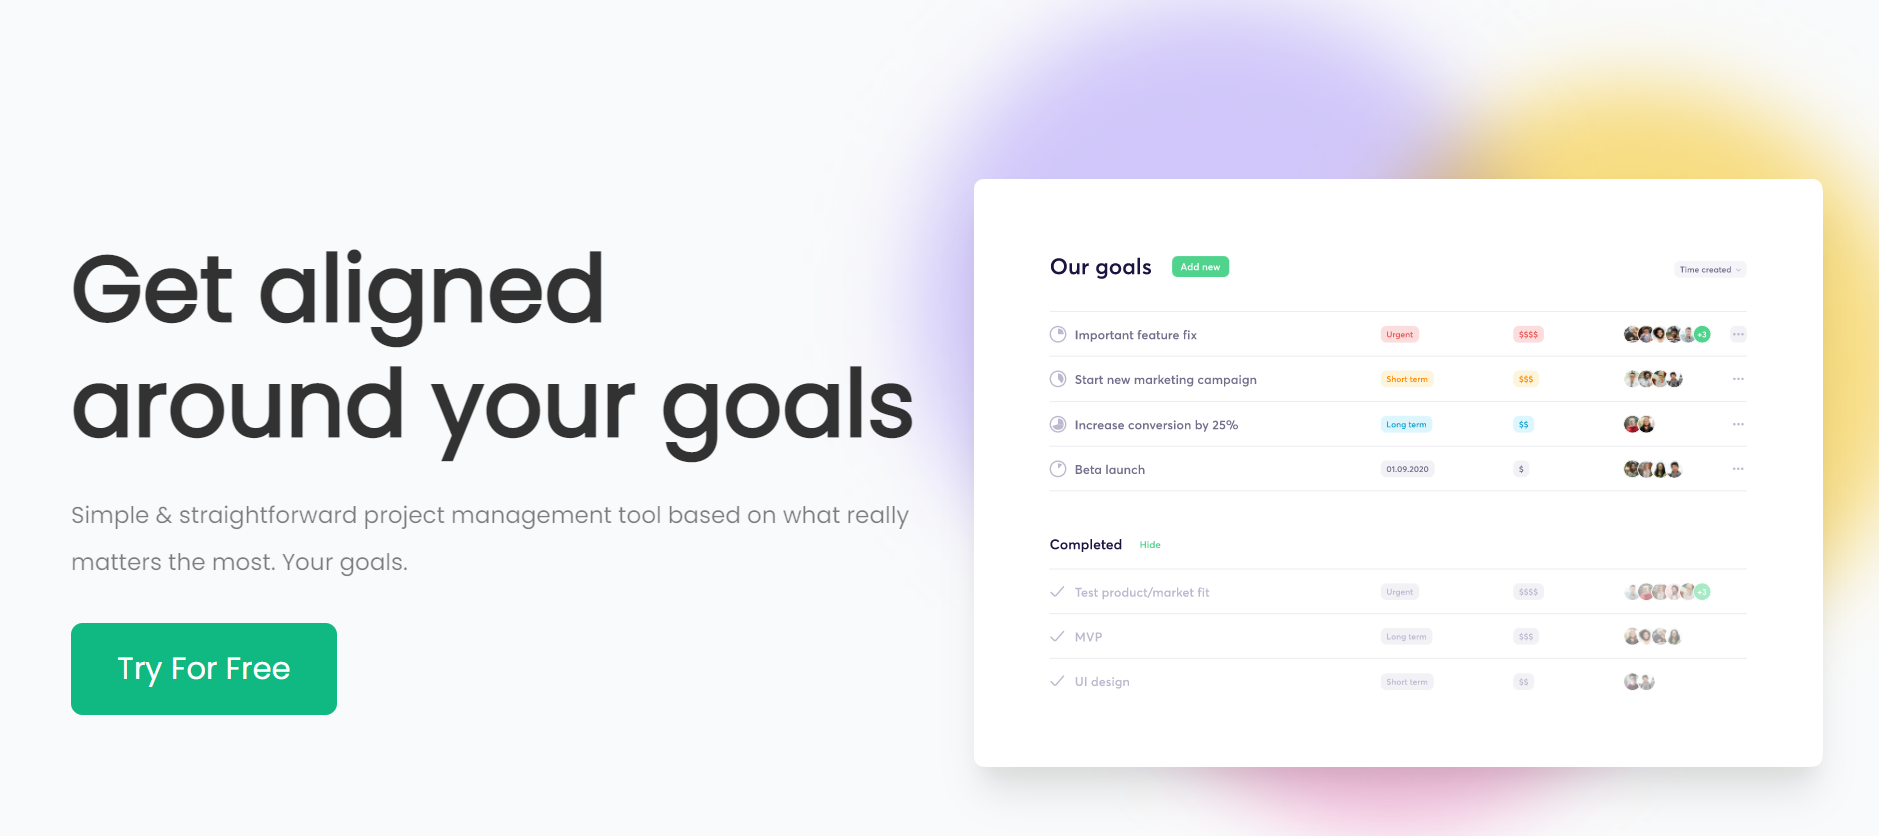 Get aligned
around your goals
Simple & straightforward project management tool based on what really
matters the most. Your goals.
Try For Free
Our goals Add new Time created
Important feature fix Urgent $$$$ +3
Start new marketing campaign Short term $$$
Increase conversion by 25% Long term $$
Beta launch 01.09.2020 $
Completed Hide
Test product/market fit Urgent $$$$ +3
MVP Long term $$$
UI design Short term $$